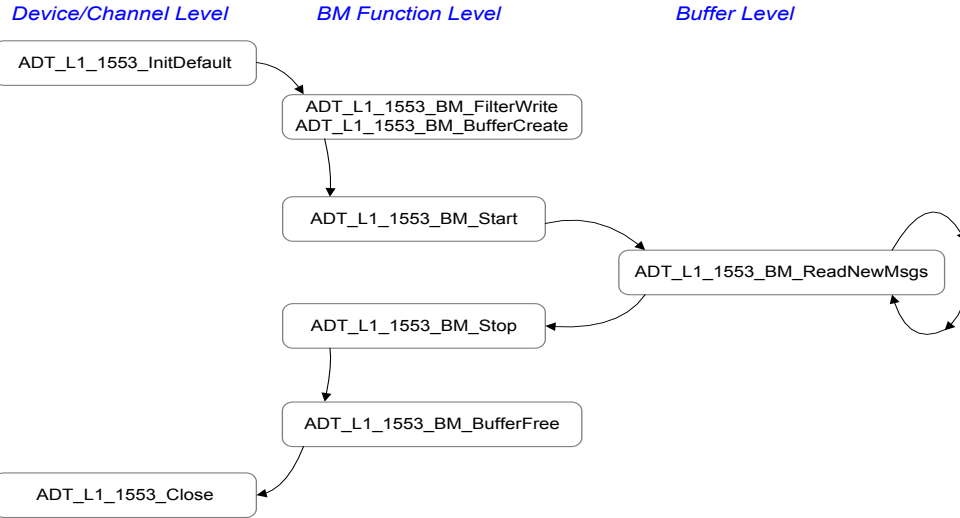 Device/Channel Level
BM Function Level
Buffer Level
ADT_L1_1553_InitDefault
ADT_L1_1553_BM_FilterWrite
ADT_L1_1553_BM_BufferCreate
ADT_L1_1553_BM_Start
ADT_L1_1553_BM_ReadNewMsgs
ADT_L1_1553_BM_Stop
ADT_L1_1553_BM_BufferFree
ADT_L1_1553_Close